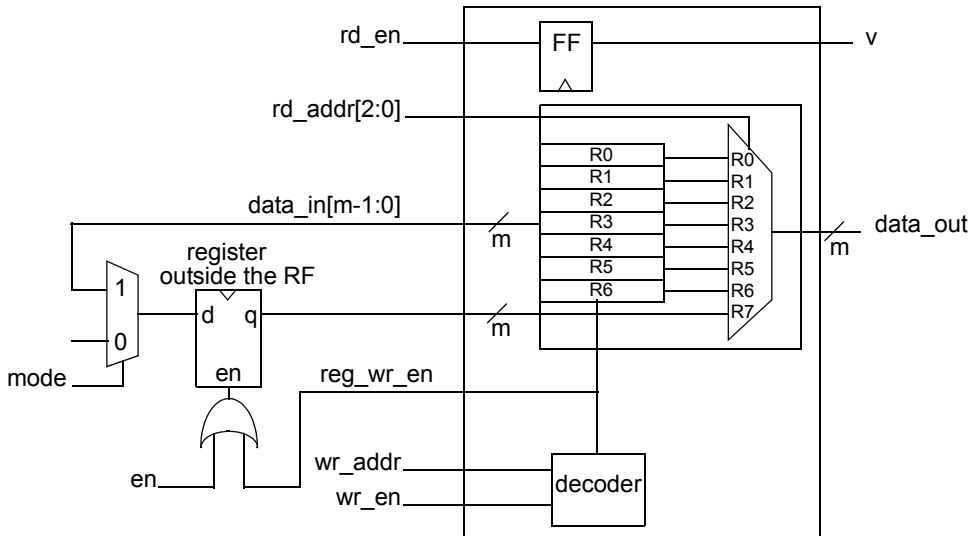 rd_en
FF
v
rd_addr[2:0]
R0
R1
R2
R3
R4
R5
R6
R0
R1
R2
R3
R4
R5
R6
R7
data_in[m-1:0]
m
m
data_out
register
outside the RF
1
0
d
q
en
m
mode
reg_wr_en
en
wr_addr
wr_en
decoder